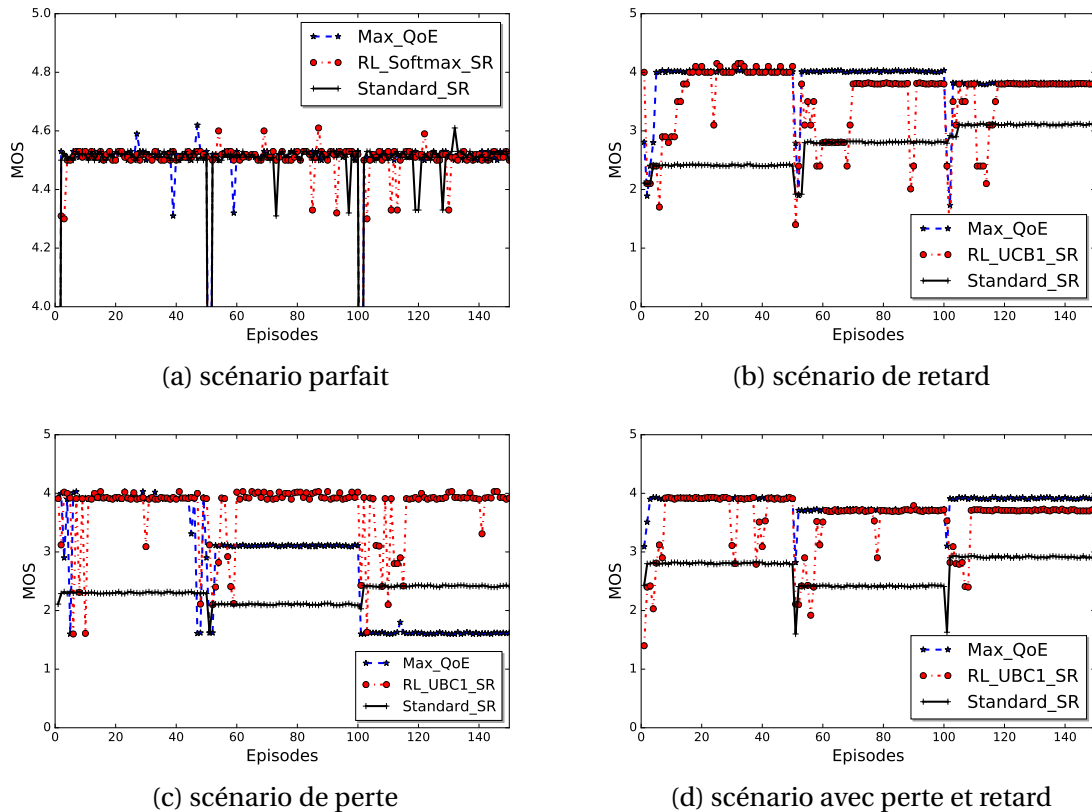 5.0
4.8
4.6
4.4
4.2
4.0
MOS
0 20 40 60 80 100 120 140
Episodes
Max_QoE
RL_Softmax_SR
Standard_SR
(a) scénario parfait
5
4
3
2
1
0
MOS
0 20 40 60 80 100 120 140
Episodes
Max_QoE
RL_UCB1_SR
Standard_SR
(b) scénario de retard
5
4
3
2
1
0
MOS
0 20 40 60 80 100 120 140
Episodes
Max_QoE
RL_UBC1_SR
Standard_SR
(c) scénario de perte
5
4
3
2
1
0
MOS
0 20 40 60 80 100 120 140
Episodes
Max_QoE
RL_UBC1_SR
Standard_SR
(d) scénario avec perte et retard